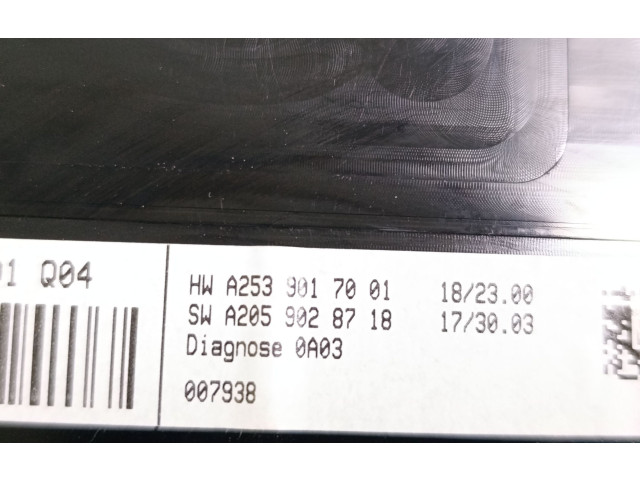 Q04
HW A253 901 70 01 18/23.00
SW A205 902 87 18 17/30.03
Diagnose 0A03
007938